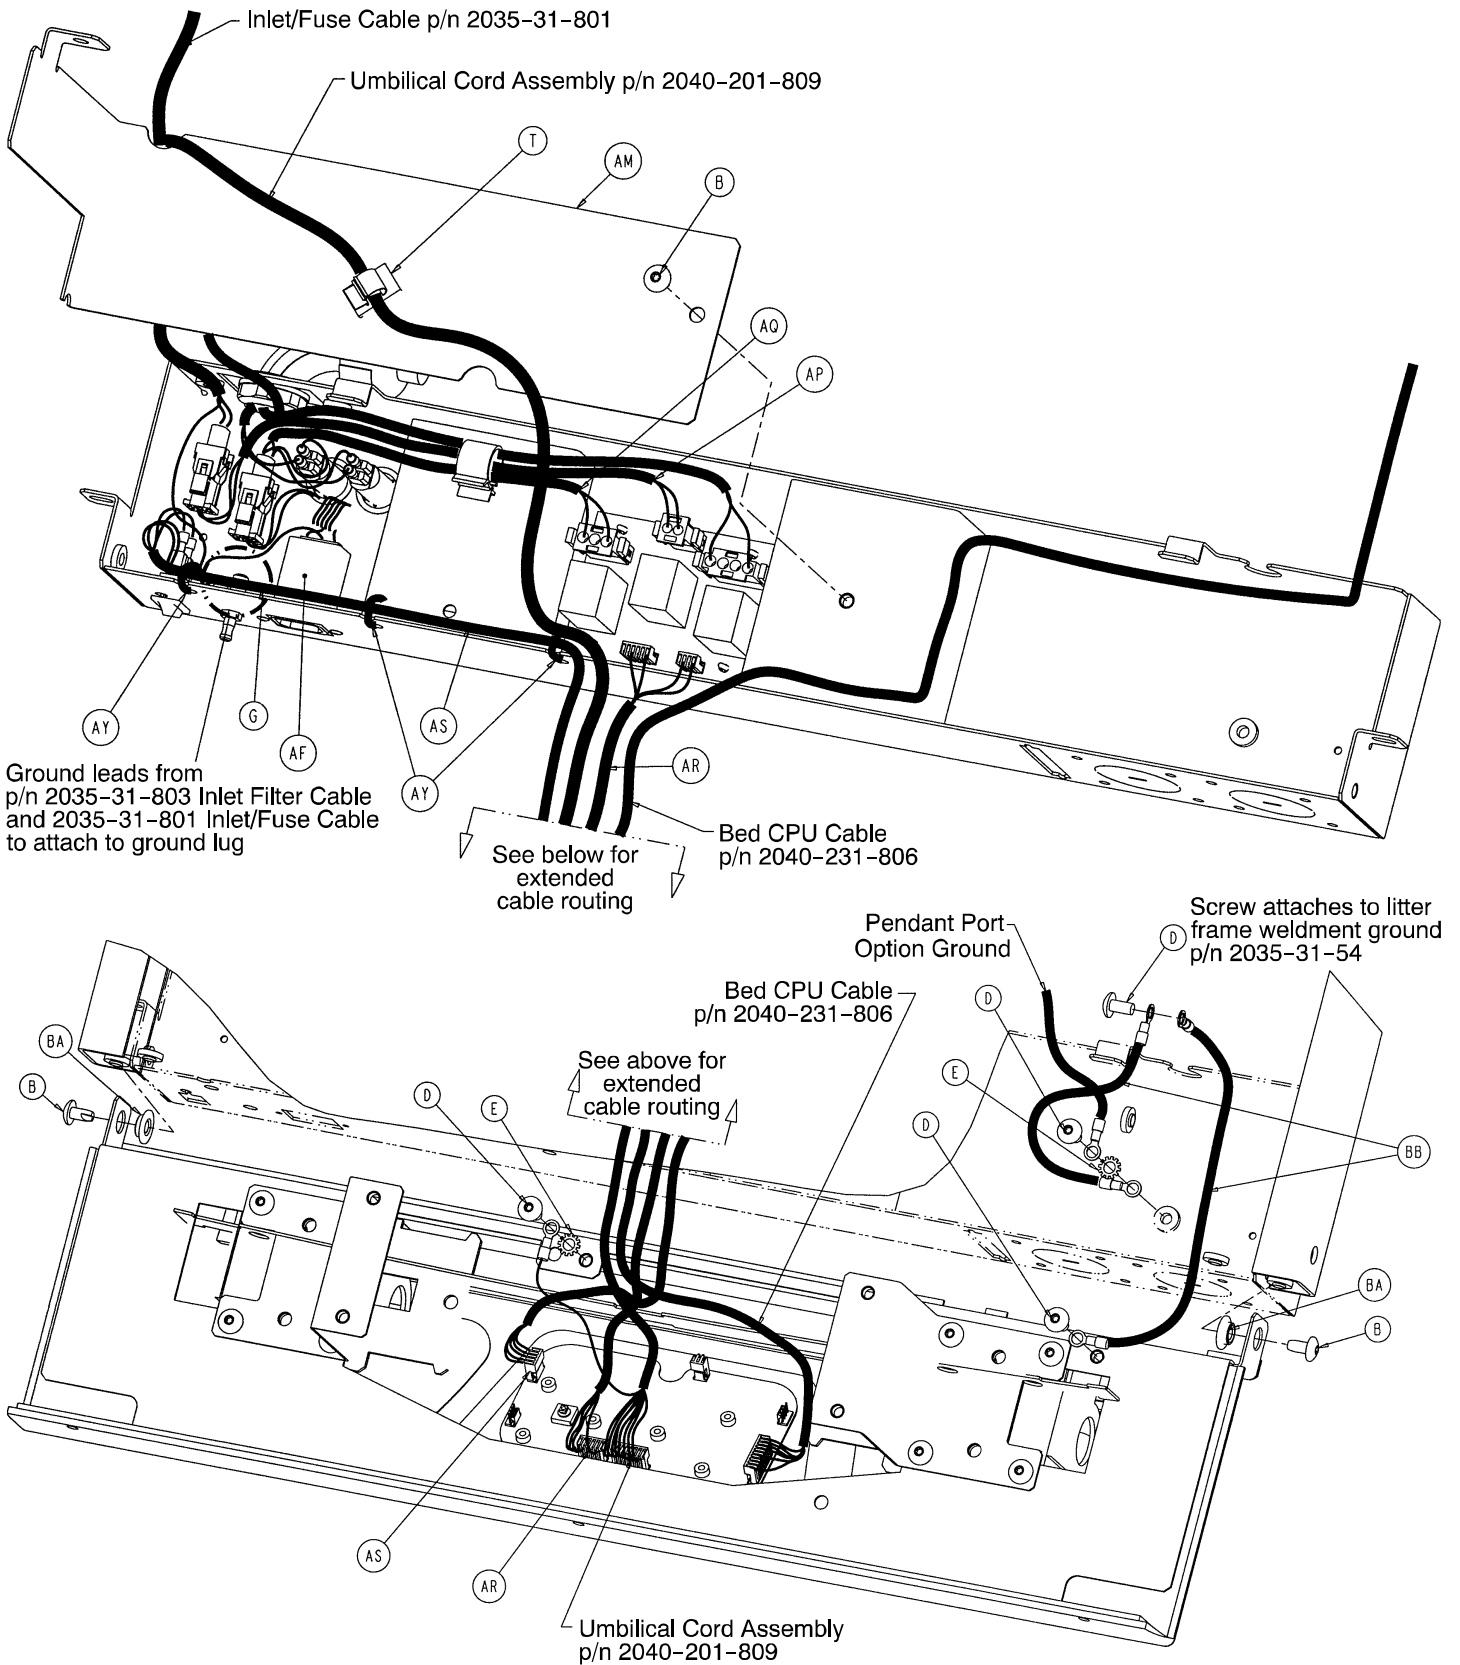 Inlet/Fuse Cable p/n 2035-31-801
Umbilical Cord Assembly p/n 2040-201-809
T
AM
B
AQ
AP
AY
G
AF
AS
AY
AR
Ground leads from
p/n 2035-31-803 Inlet Filter Cable
and 2035-31-801 Inlet/Fuse Cable
to attach to ground lug
Bed CPU Cable
p/n 2040-231-806
See below for
extended
cable routing
Pendant Port
Option Ground
Screw attaches to litter
frame weldment ground
p/n 2035-31-54
D
Bed CPU Cable
p/n 2040-231-806
D
BA
B
See above for
extended
cable routing
D
E
E
D
BB
D
BA
B
AS
AR
Umbilical Cord Assembly
p/n 2040-201-809